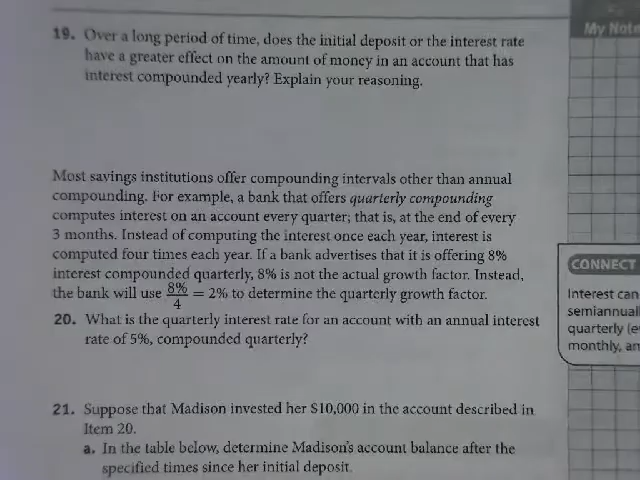 My Note
19. Over a long period of time, does the initial deposit or the interest rate
have a greater effect on the amount of money in an account that has
interest compounded yearly? Explain your reasoning.
Most savings institutions offer compounding intervals other than annual
compounding. For example, a bank that offers quarterly compounding
computes interest on an account every quarter; that is, at the end of every
3 months. Instead of computing the interest once each year, interest is
computed four times each year. If a bank advertises that it is offering 8%
interest compounded quarterly, 8% is not the actual growth factor. Instead,
the bank will use 8%/4 = 2% to determine the quarterly growth factor.
20. What is the quarterly interest rate for an account with an annual interest
rate of 5%, compounded quarterly?
21. Suppose that Madison invested her $10,000 in the account described in
Item 20.
a. In the table below, determine Madison's account balance after the
specified times since her initial deposit.
CONNECT
Interest can
semiannual
quarterly (e
monthly, an